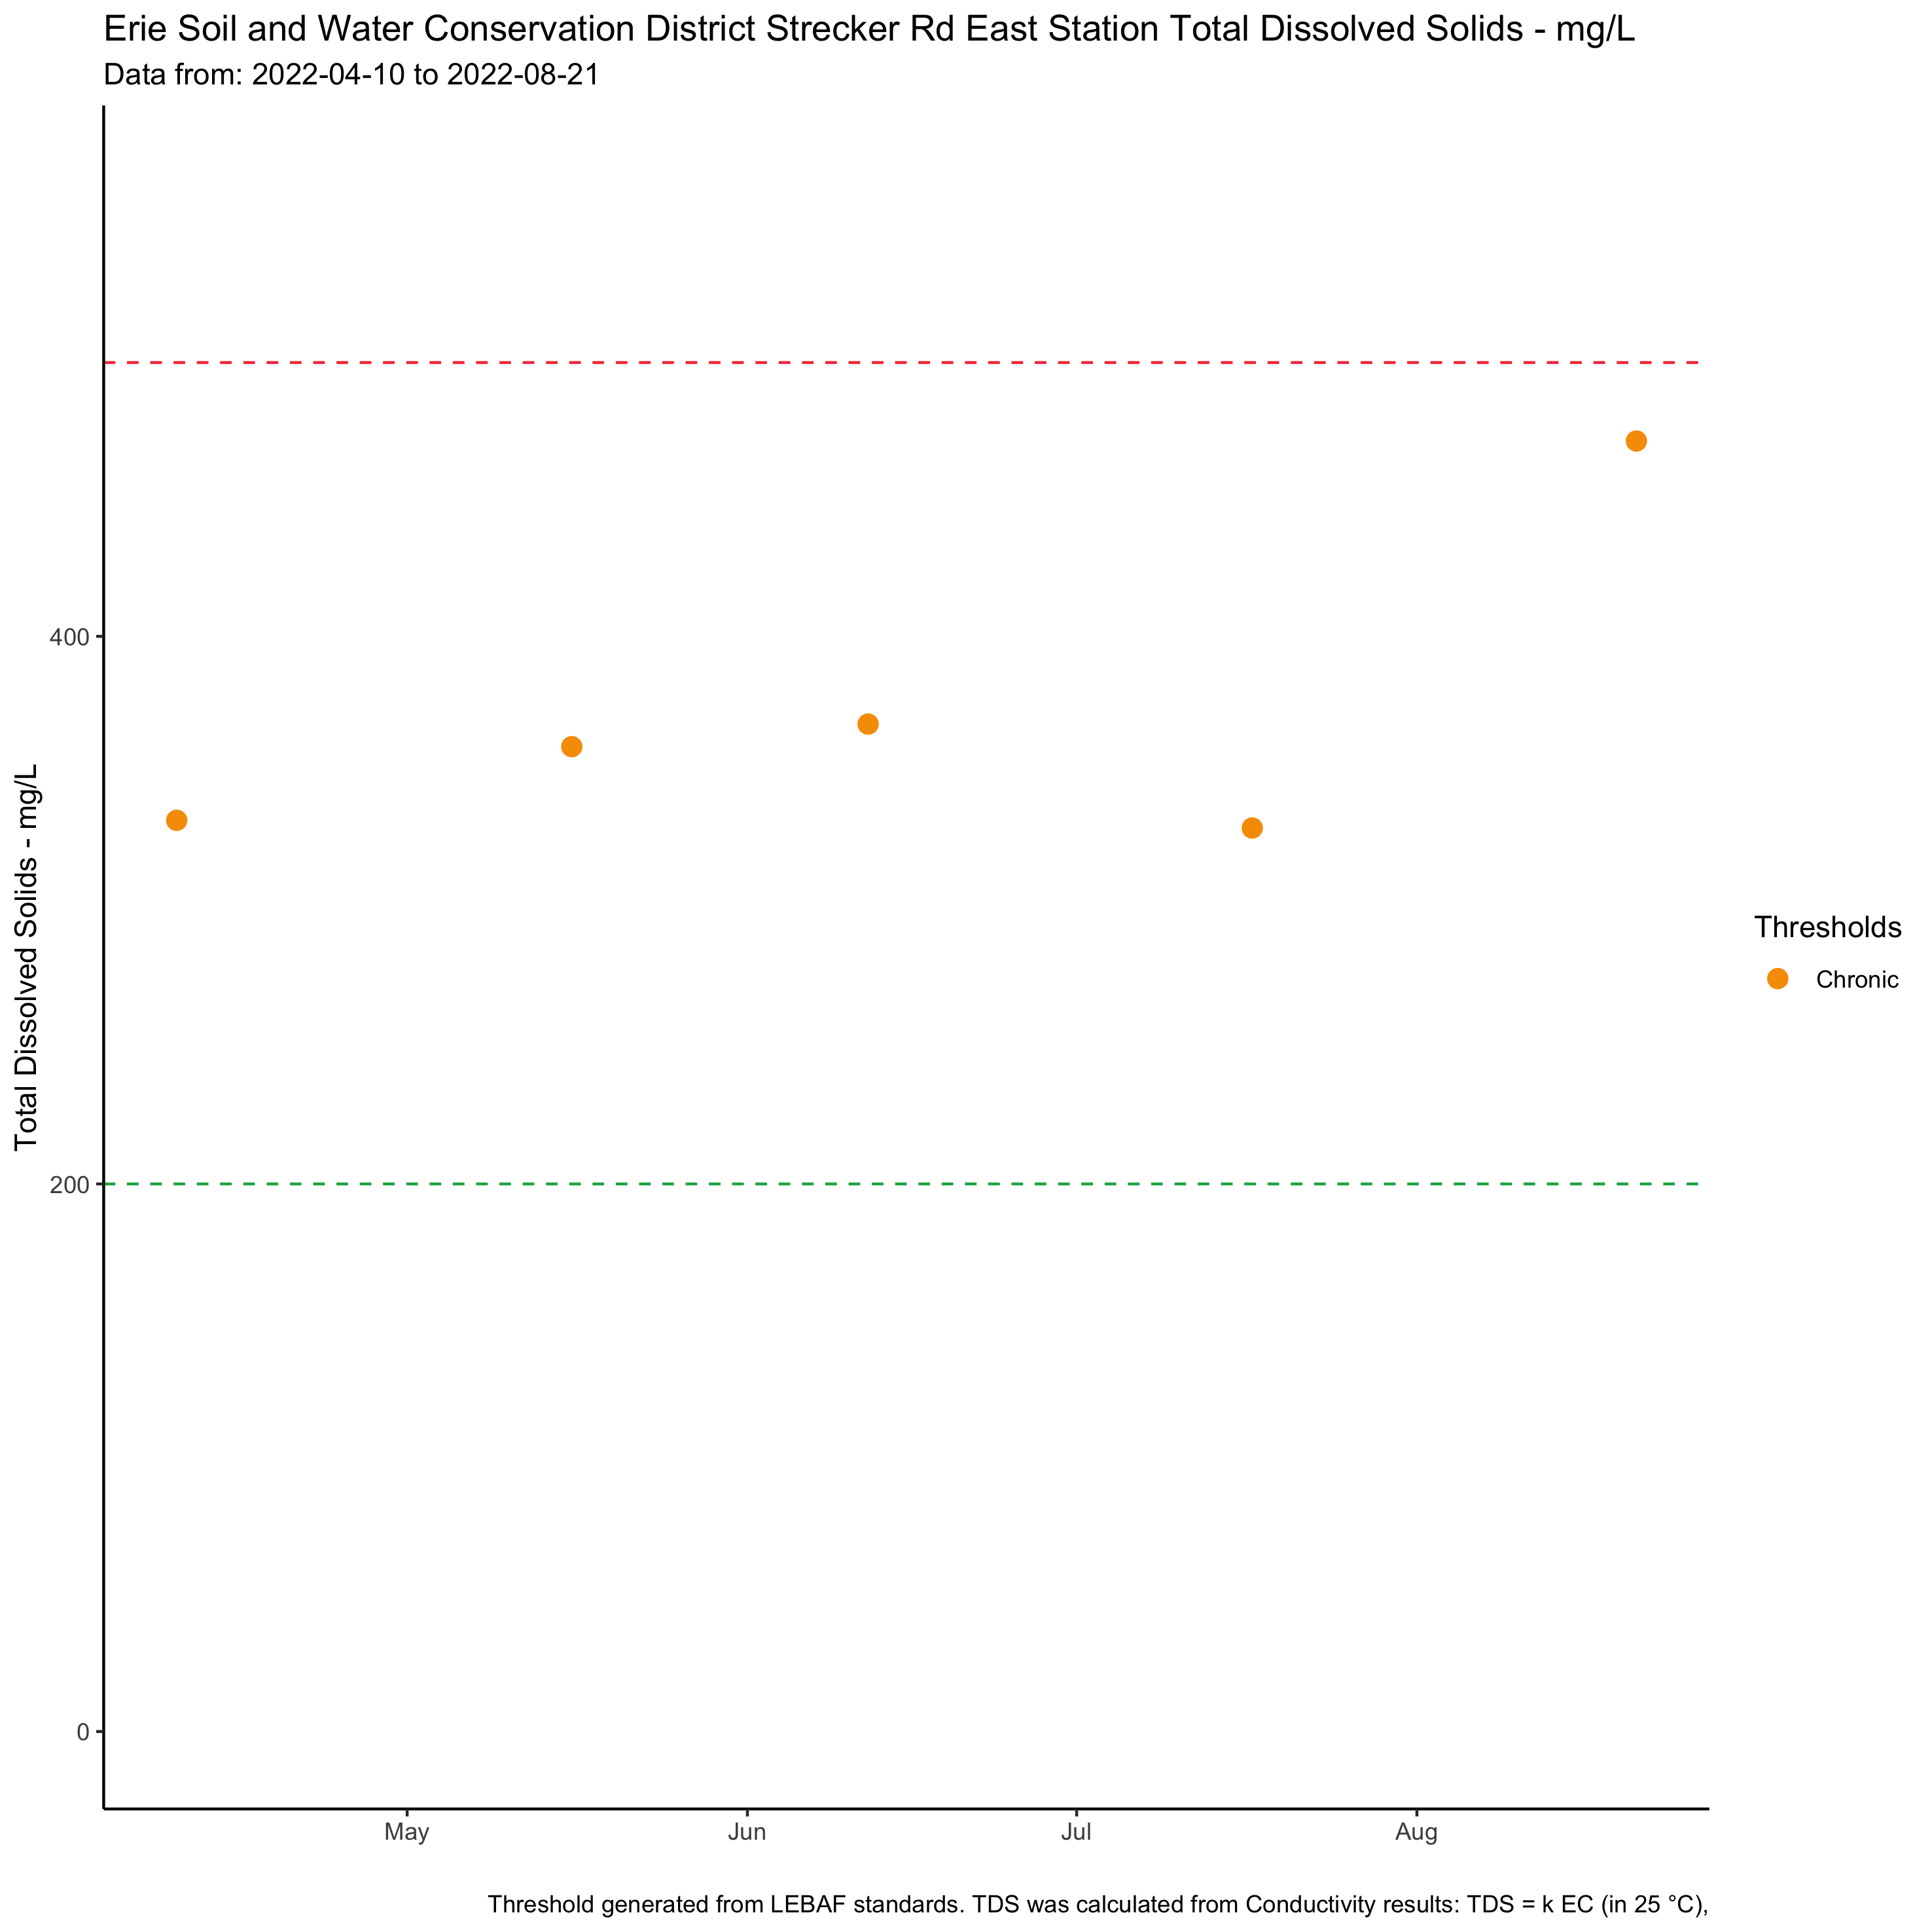 Erie Soil and Water Conservation District Strecker Rd East Station Total Dissolved Solids - mg/L
Data from: 2022-04-10 to 2022-08-21
Total Dissolved Solids - mg/L
400
200
0
May
Jun
Jul
Aug
Thresholds
Chronic
Threshold generated from LEBAF standards. TDS was calculated from Conductivity results: TDS = k EC (in 25 °C),